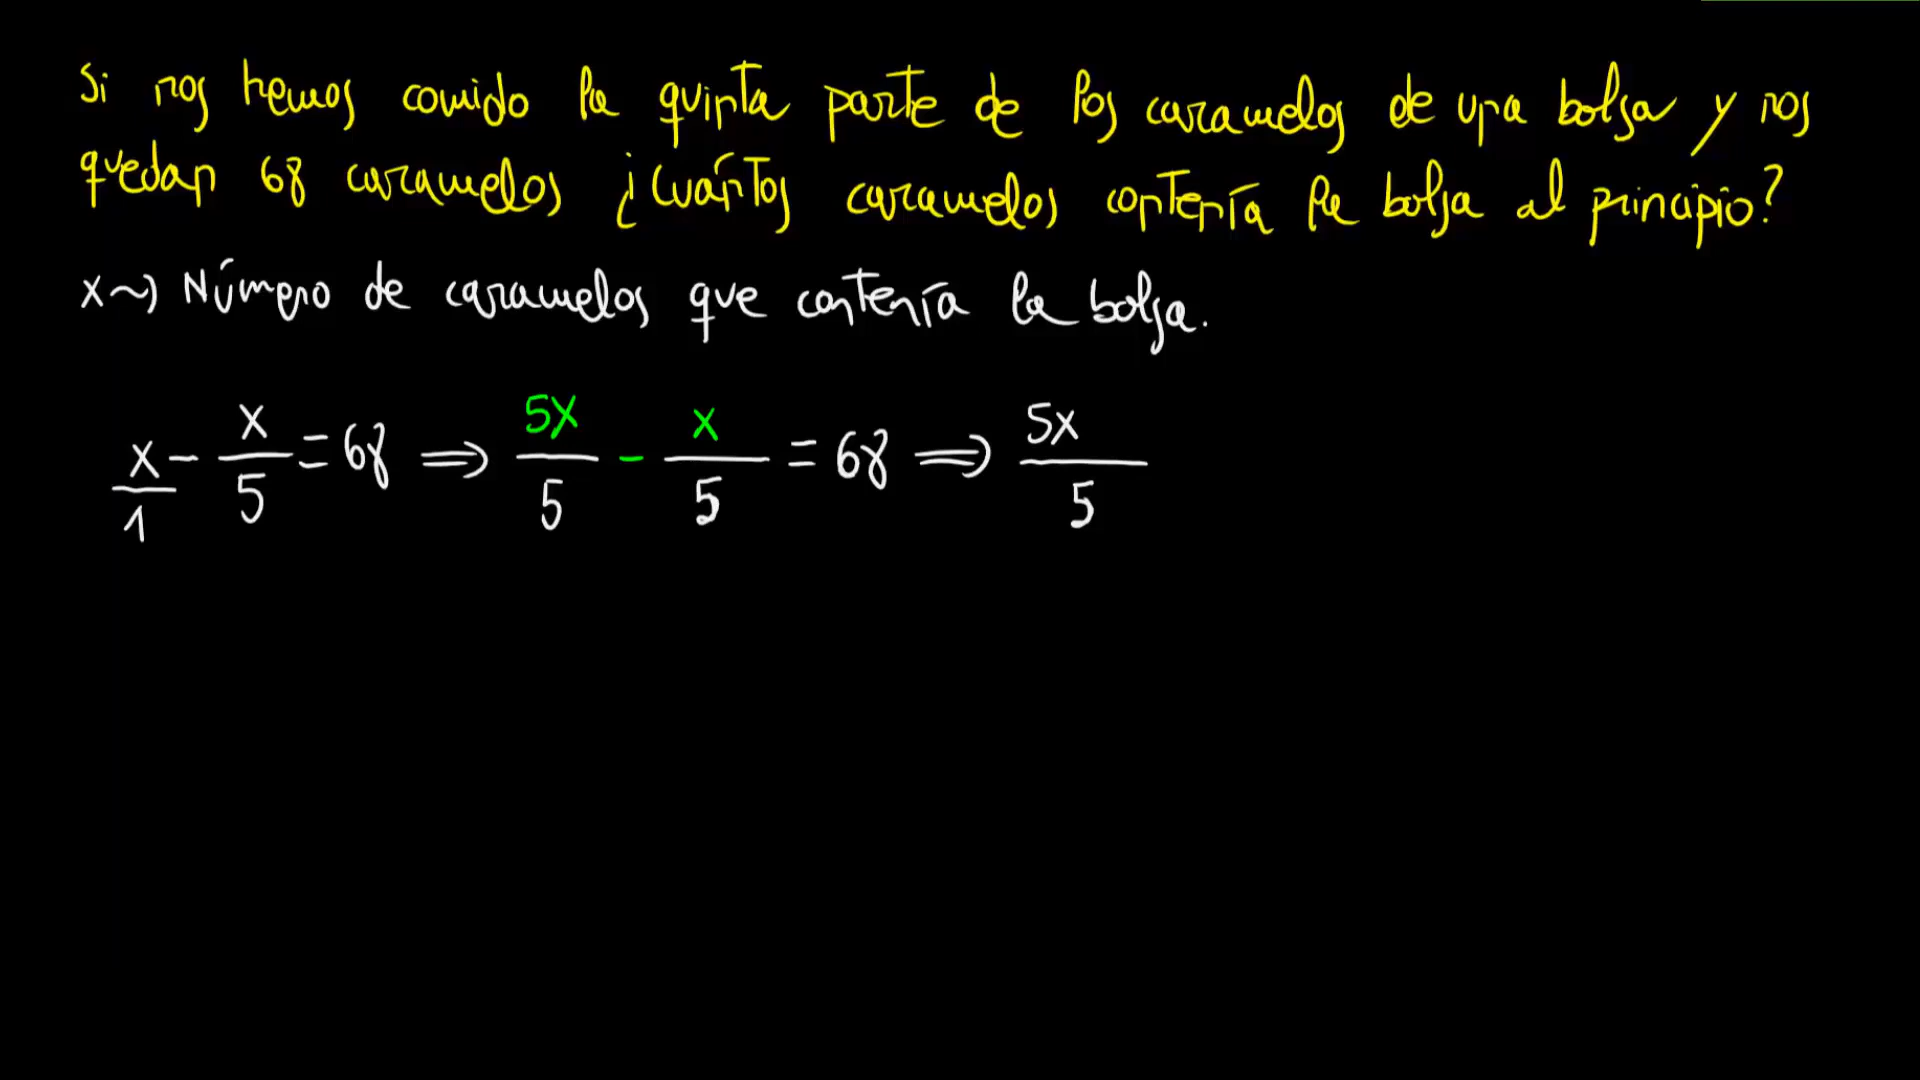 Si nos hemos comido la quinta parte de los caramelos de una bolsa y nos
quedan 68 caramelos ¿Cuántos caramelos contenía la bolsa al principio?
x ~> Número de caramelos que contenía la bolsa.
x/1 - x/5 = 68 ⟹ 5x/5 - x/5 = 68 ⟹ 5x/5